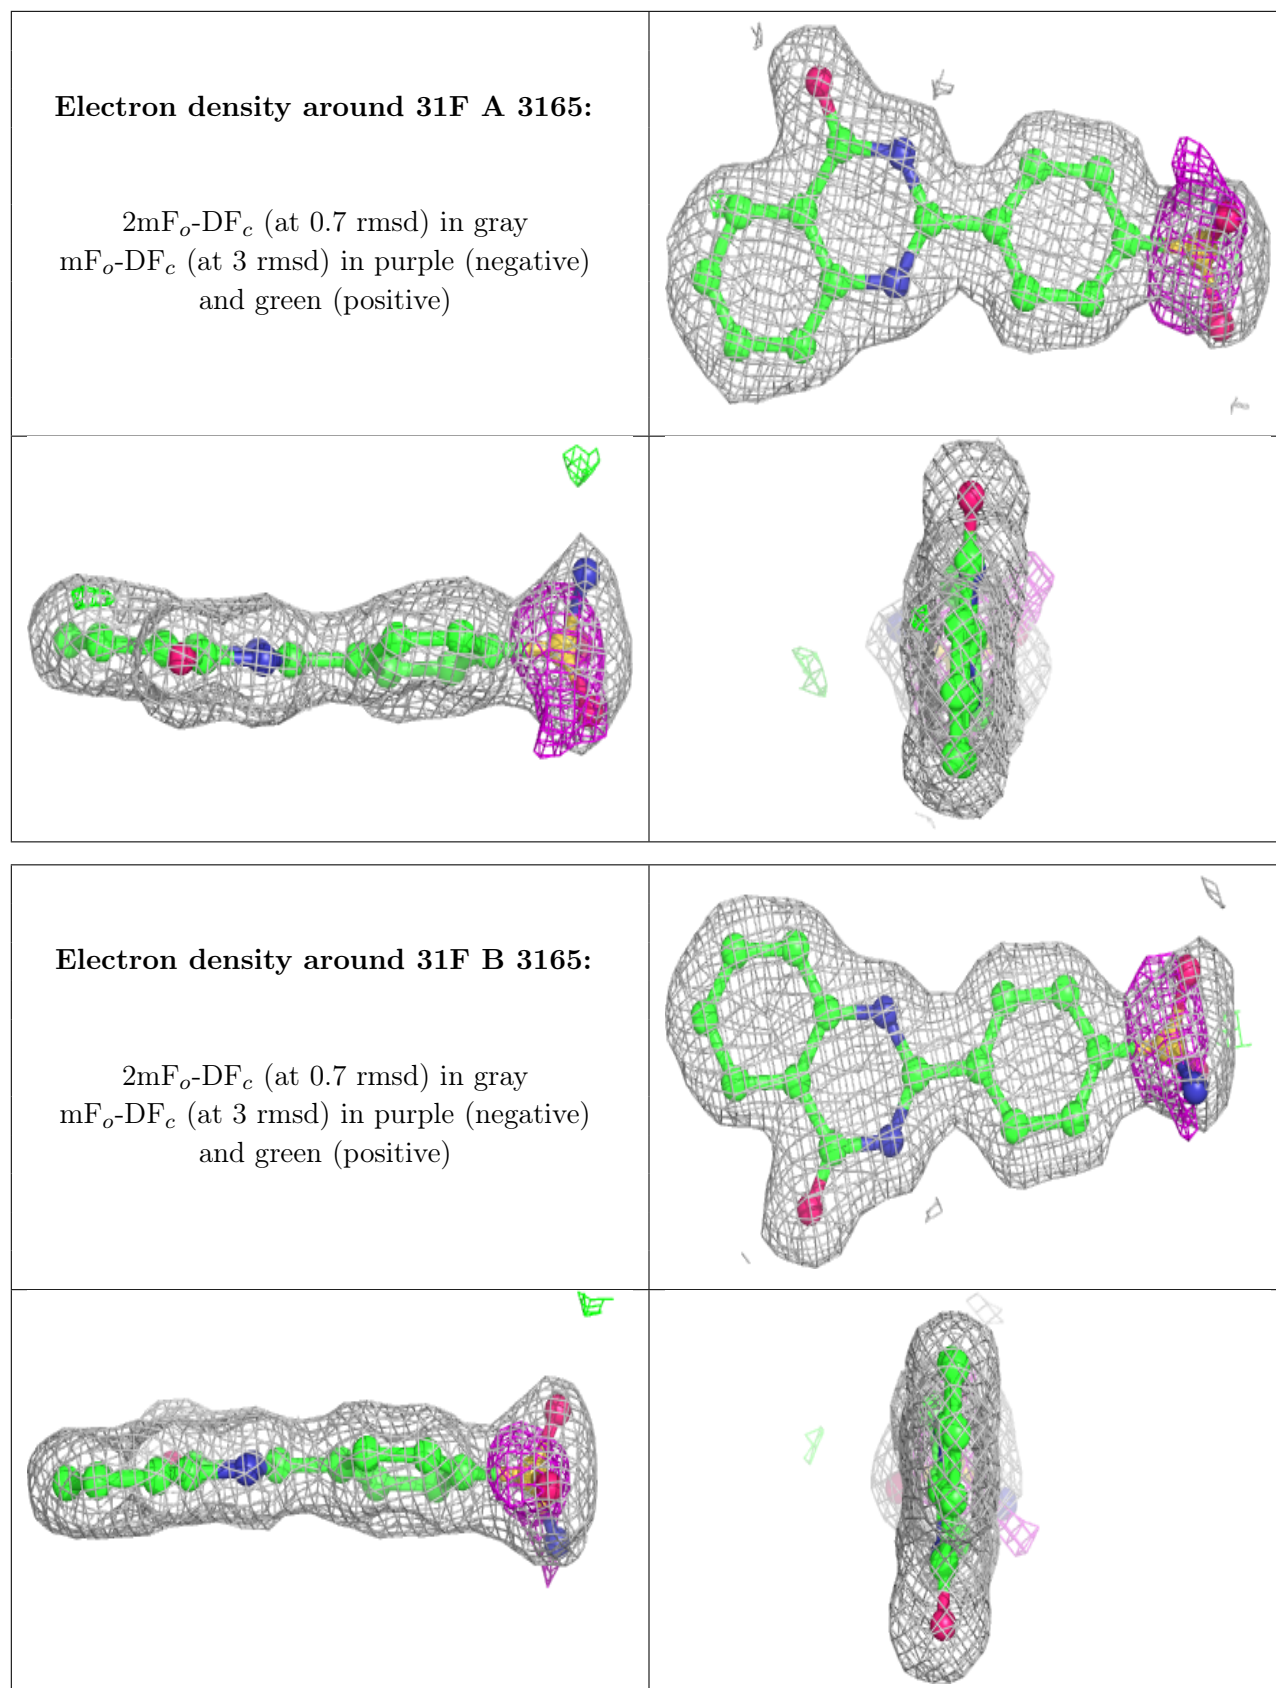 Electron density around 31F A 3165:
2mFo-DFc (at 0.7 rmsd) in gray
mFo-DFc (at 3 rmsd) in purple (negative)
and green (positive)
Electron density around 31F B 3165:
2mFo-DFc (at 0.7 rmsd) in gray
mFo-DFc (at 3 rmsd) in purple (negative)
and green (positive)